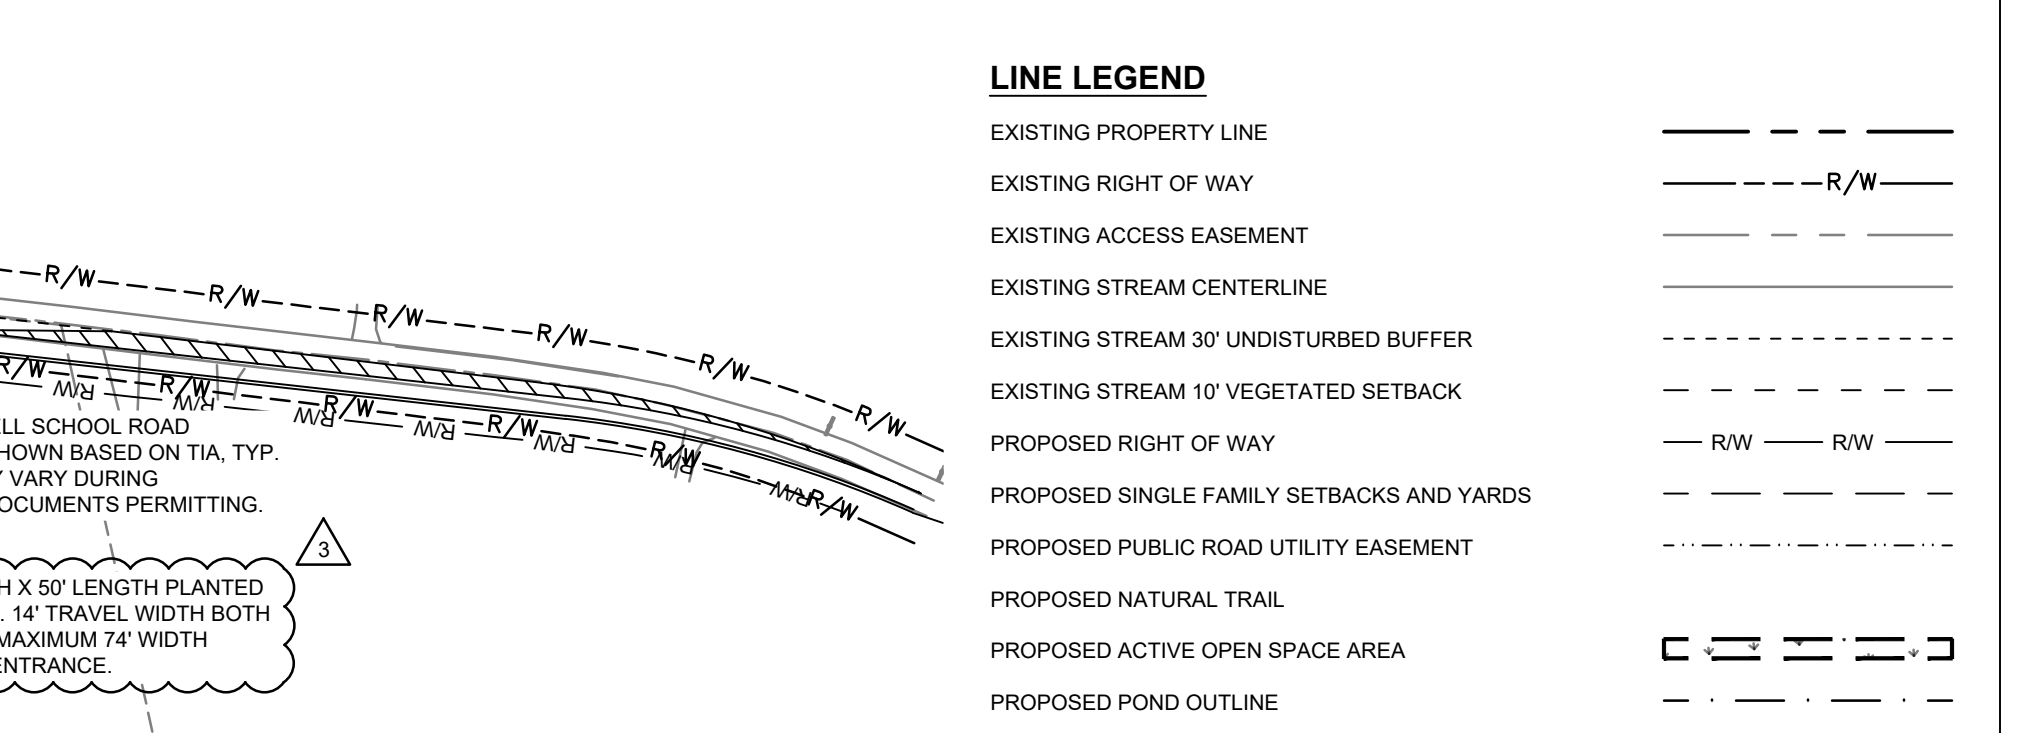 LINE LEGEND
EXISTING PROPERTY LINE
EXISTING RIGHT OF WAY R/W
EXISTING ACCESS EASEMENT
EXISTING STREAM CENTERLINE
EXISTING STREAM 30' UNDISTURBED BUFFER
EXISTING STREAM 10' VEGETATED SETBACK
PROPOSED RIGHT OF WAY R/W R/W
PROPOSED SINGLE FAMILY SETBACKS AND YARDS
PROPOSED PUBLIC ROAD UTILITY EASEMENT
PROPOSED NATURAL TRAIL
PROPOSED ACTIVE OPEN SPACE AREA
PROPOSED POND OUTLINE
R/W R/W R/W R/W R/W R/W
R/W R/W R/W R/W R/W R/W
R/W R/W R/W R/W R/W R/W R/W
ELL SCHOOL ROAD
HOWN BASED ON TIA, TYP.
Y VARY DURING
OCUMENTS PERMITTING.
3
H X 50' LENGTH PLANTED
. 14' TRAVEL WIDTH BOTH
MAXIMUM 74' WIDTH
ENTRANCE.